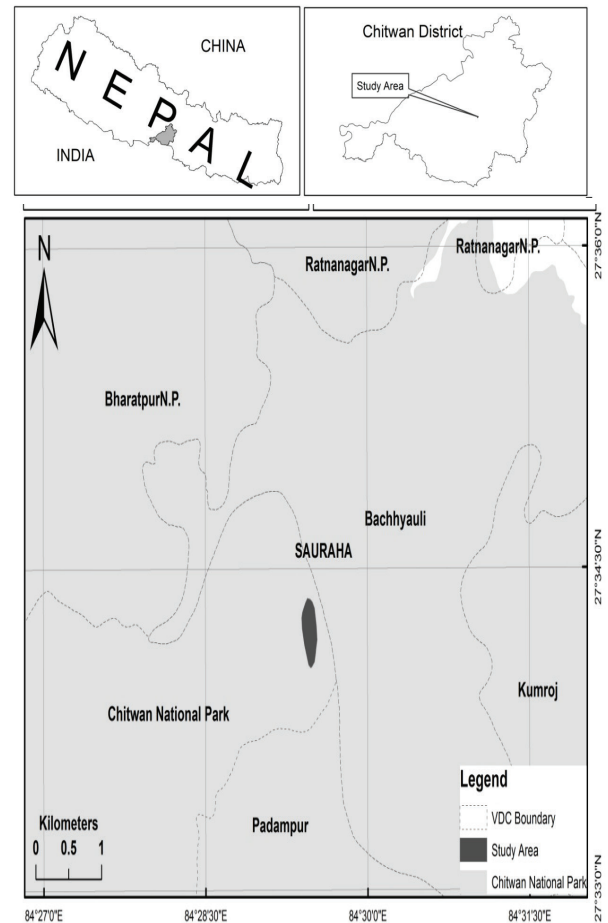 NEPAL
CHINA
INDIA
Chitwan District
Study Area
N
RatnanagarN.P.
RatnanagarN.P.
BharatpurN.P.
Bachhyauli
SAURAHA
Chitwan National Park
Kumroj
Padampur
Kilometers
0 0.5 1
Legend
VDC Boundary
Study Area
Chitwan National Park
27°36'0"N
27°34'30"N
27°33'0"N
84°27'0"E 84°28'30"E 84°30'0"E 84°31'30"E